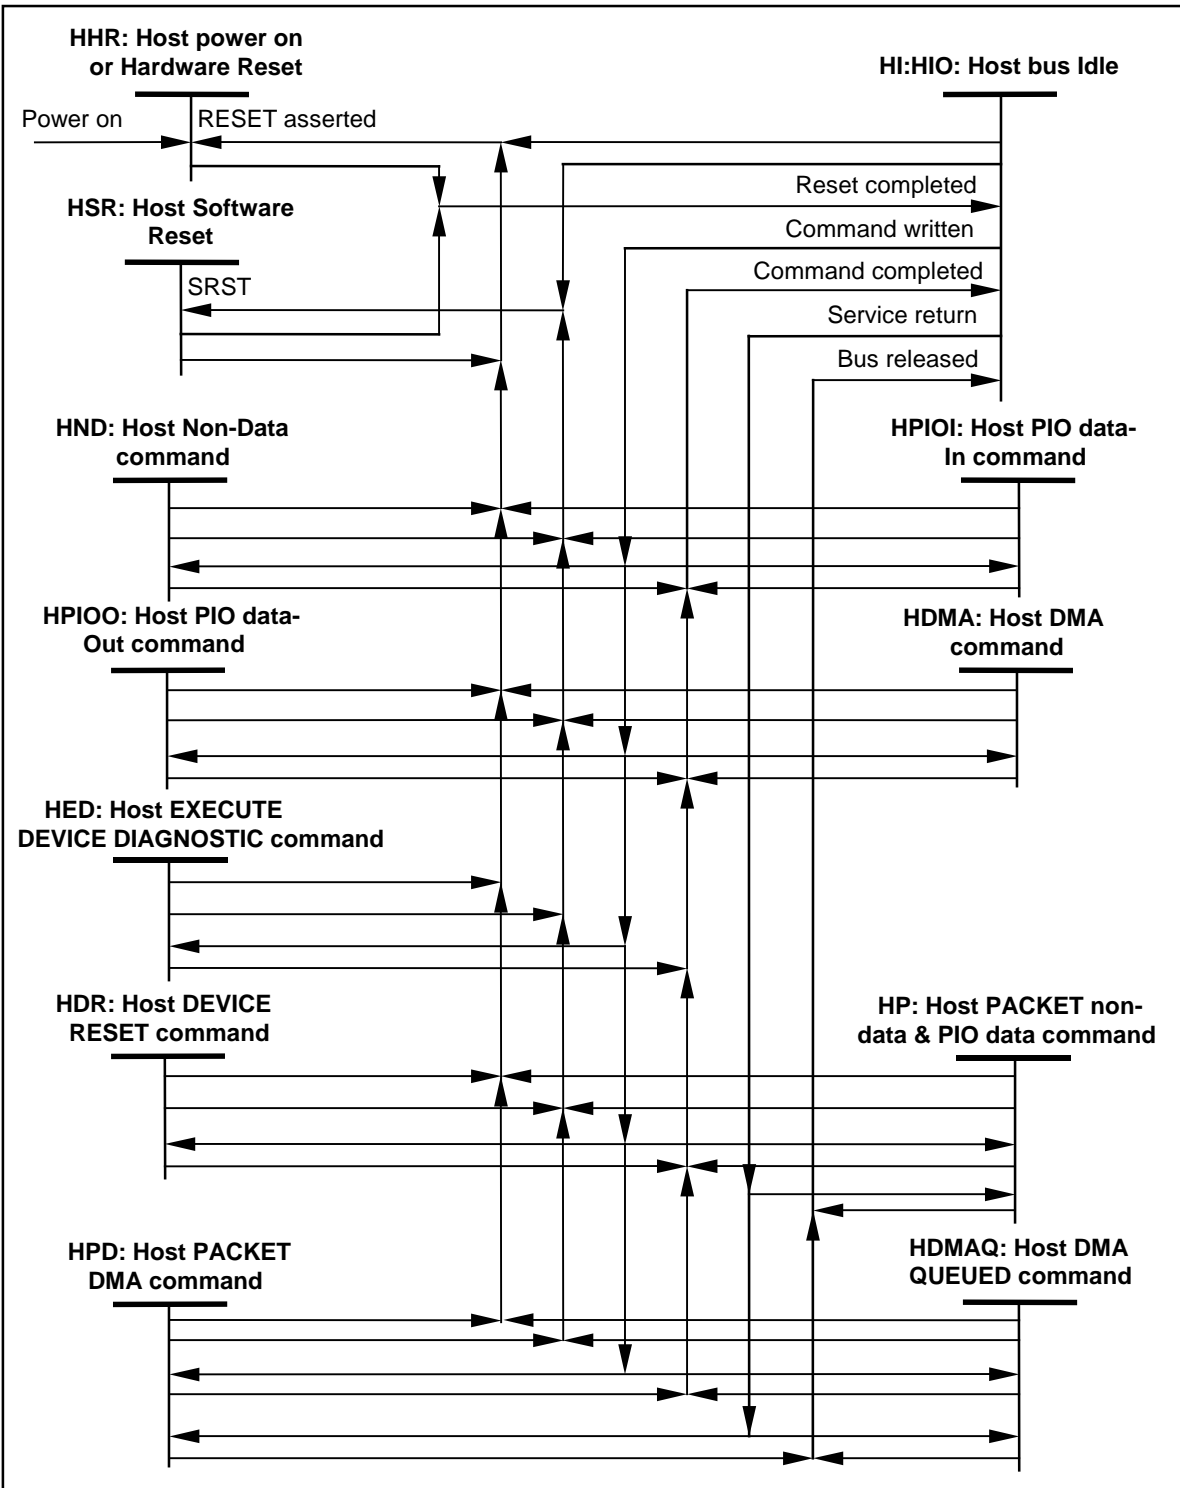 HHR: Host power on
or Hardware Reset
HI:HIO: Host bus Idle
Power on
RESET asserted
Reset completed
HSR: Host Software
Reset
Command written
Command completed
SRST
Service return
Bus released
HND: Host Non-Data
command
HPIOI: Host PIO data-
In command
HPIOO: Host PIO data-
Out command
HDMA: Host DMA
command
HED: Host EXECUTE
DEVICE DIAGNOSTIC command
HDR: Host DEVICE
RESET command
HP: Host PACKET non-
data & PIO data command
HPD: Host PACKET
DMA command
HDMAQ: Host DMA
QUEUED command